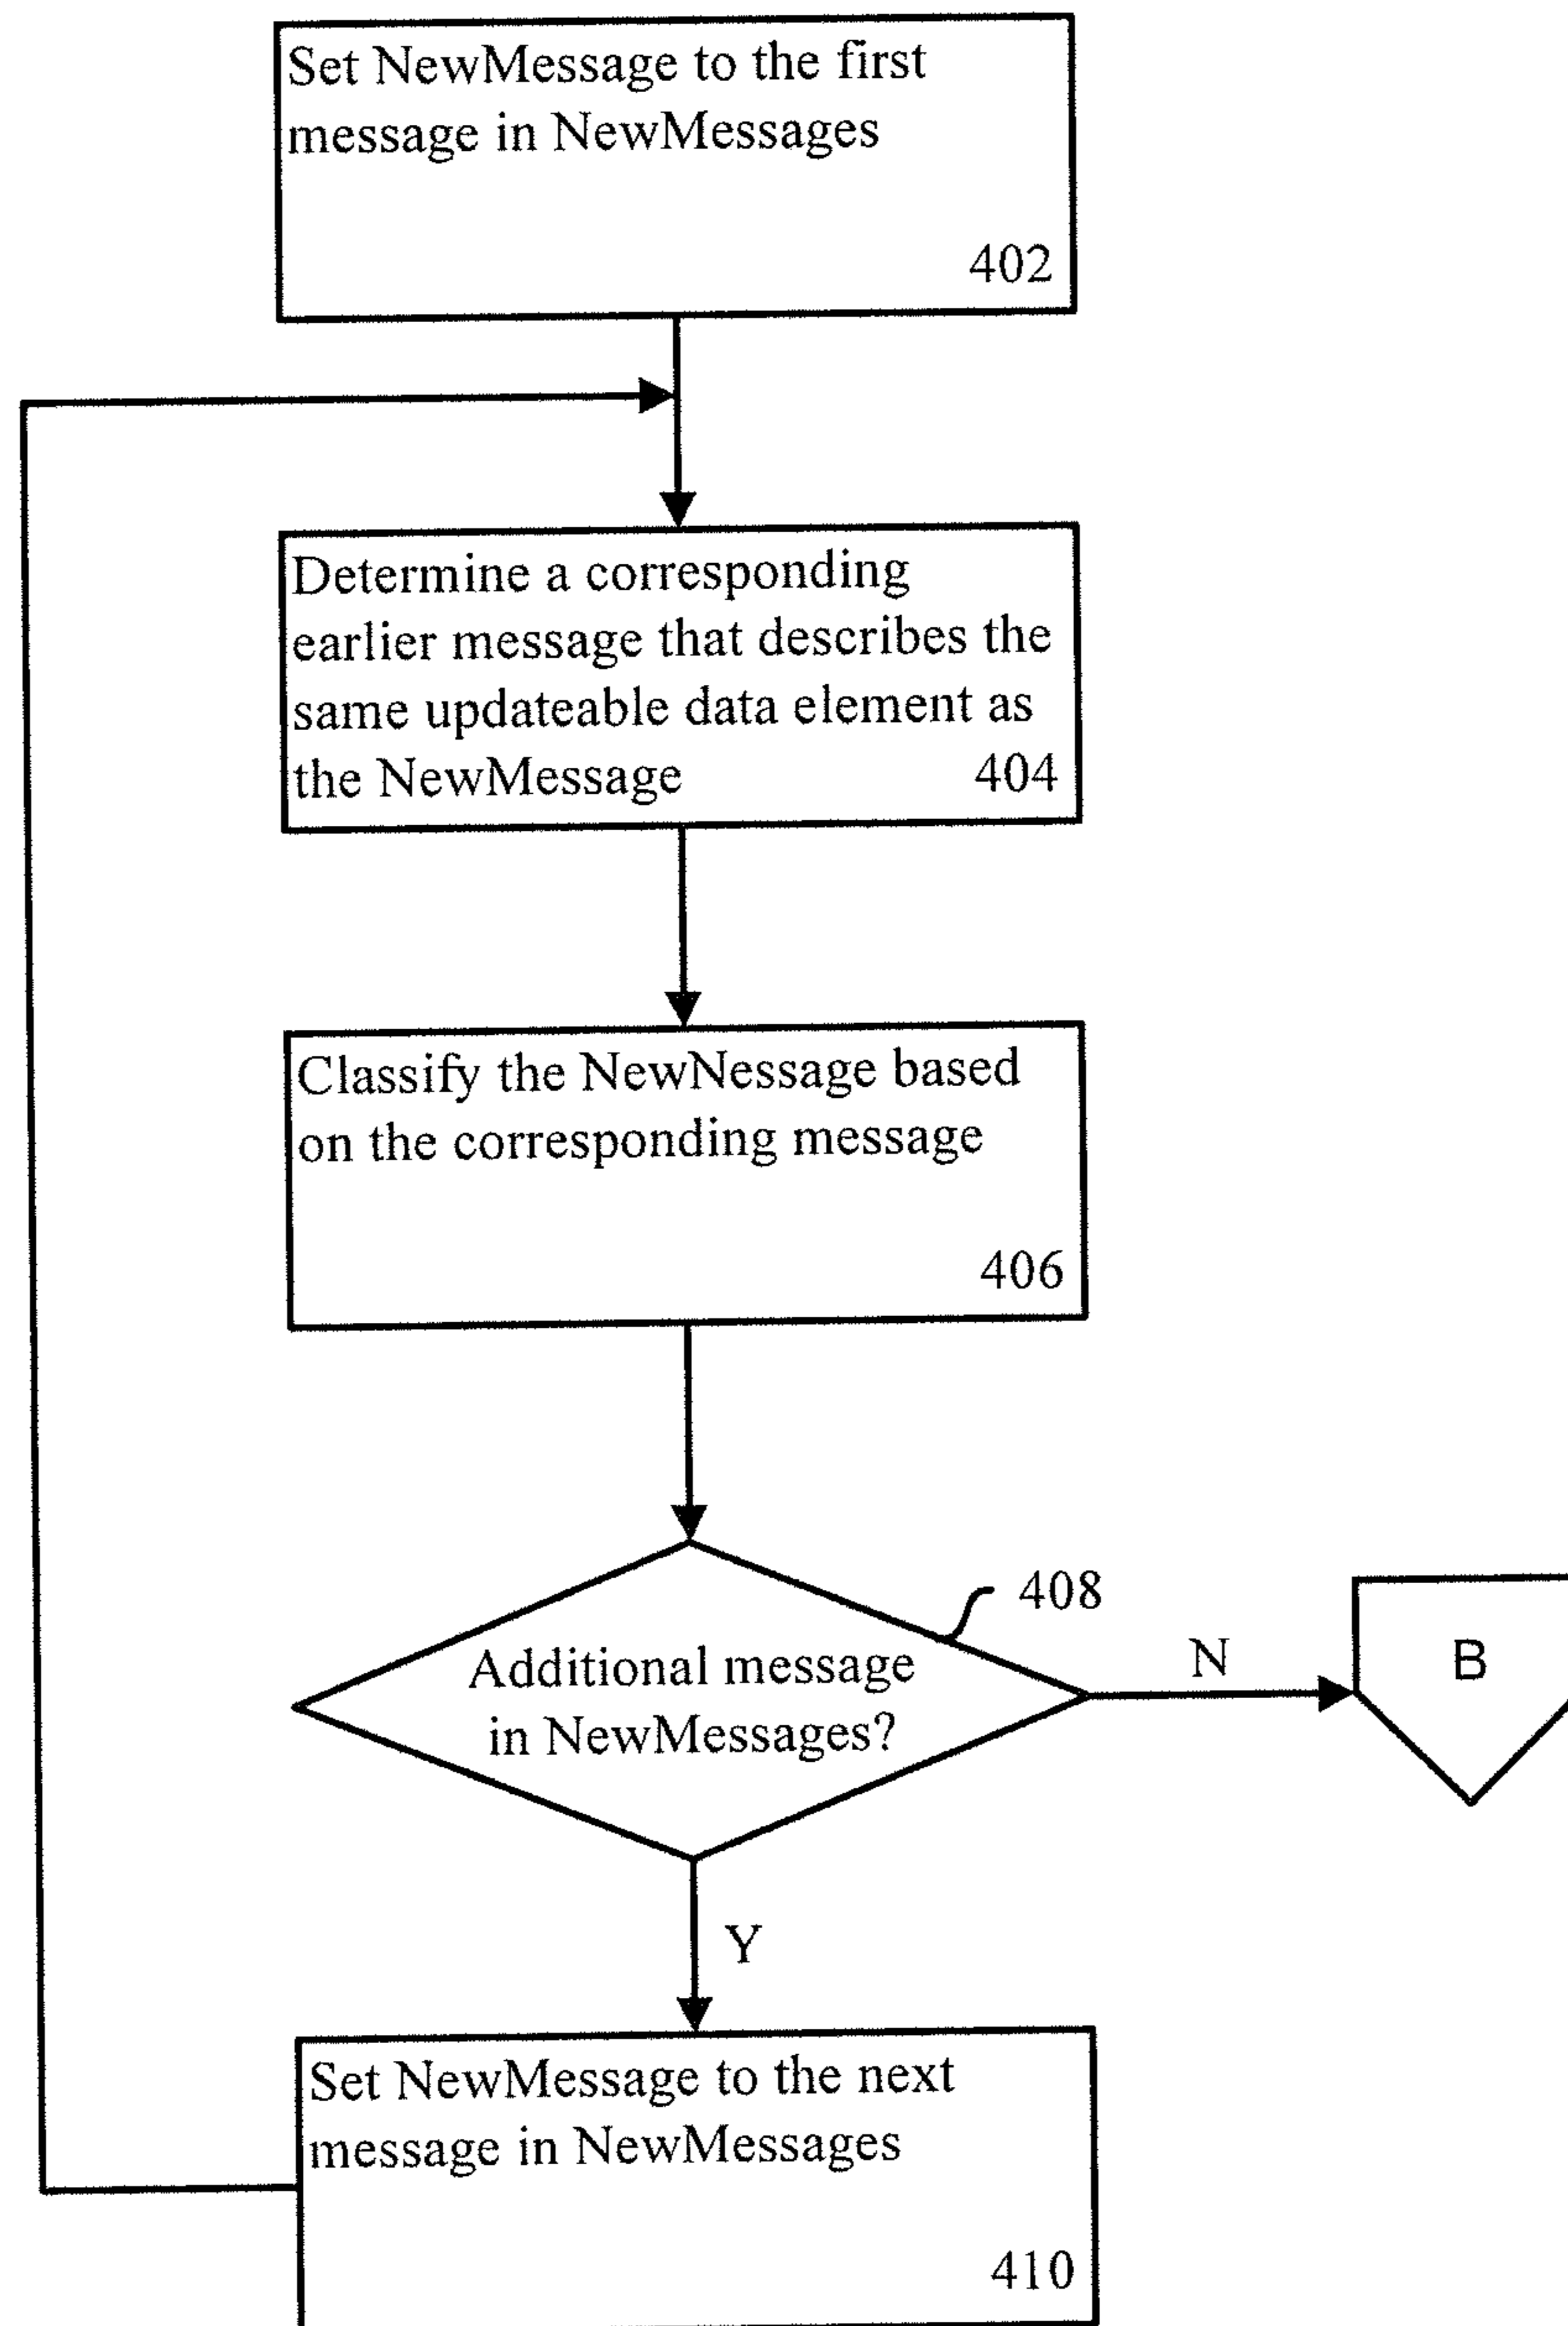 Set NewMessage to the first
message in NewMessages
402
Determine a corresponding
earlier message that describes the
same updateable data element as
the NewMessage 404
Classify the NewNessage based
on the corresponding message
406
408
Additional message
in NewMessages?
N
B
Y
Set NewMessage to the next
message in NewMessages
410